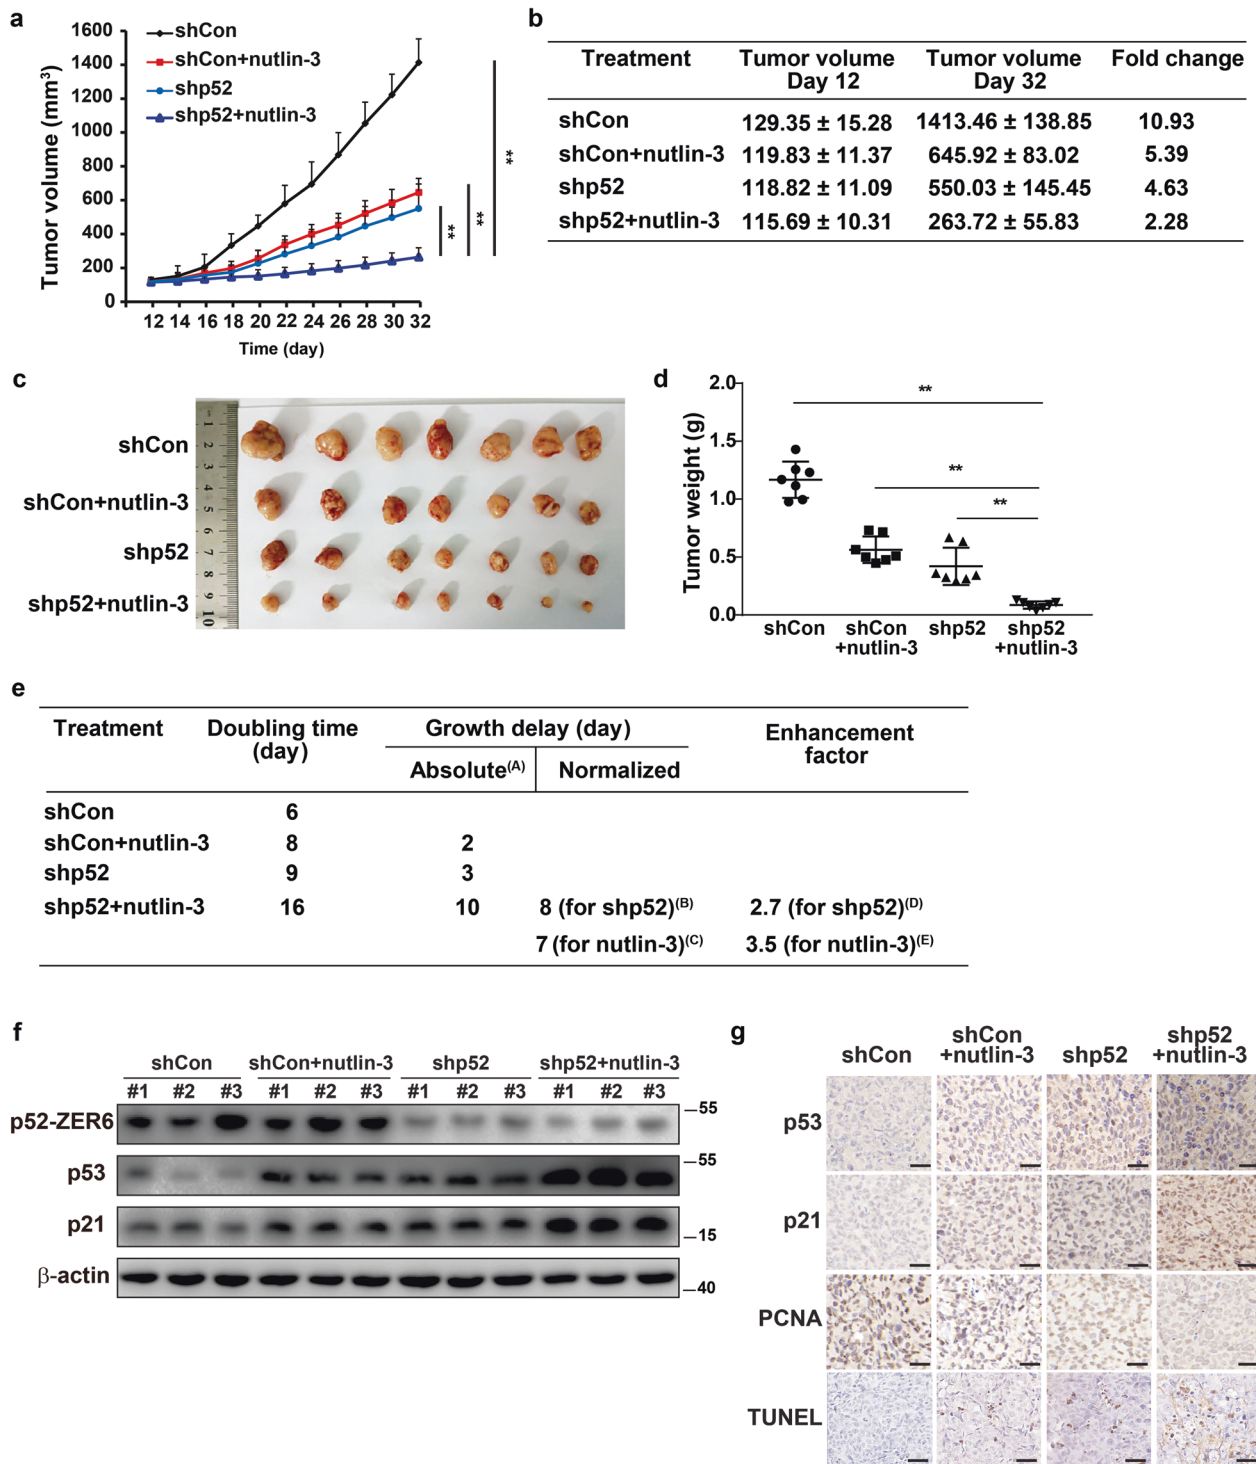 a
1600
1400
1200
1000
800
600
400
200
0
Tumor volume (mm³)
shCon
shCon+nutlin-3
shp52
shp52+nutlin-3
**
**
**
12 14 16 18 20 22 24 26 28 30 32
Time (day)
b
Treatment Tumor volume Day 12 Tumor volume Day 32 Fold change
shCon 129.35 ± 15.28 1413.46 ± 138.85 10.93
shCon+nutlin-3 119.83 ± 11.37 645.92 ± 83.02 5.39
shp52 118.82 ± 11.09 550.03 ± 145.45 4.63
shp52+nutlin-3 115.69 ± 10.31 263.72 ± 55.83 2.28
c
shCon
shCon+nutlin-3
shp52
shp52+nutlin-3
1
2
3
4
5
6
7
8
9
10
d
Tumor weight (g)
2.0
1.5
1.0
0.5
0.0
**
**
**
shCon shCon +nutlin-3 shp52 shp52 +nutlin-3
e
Treatment Doubling time (day) Growth delay (day) Enhancement factor
Absolute(A) Normalized
shCon 6
shCon+nutlin-3 8 2
shp52 9 3
shp52+nutlin-3 16 10 8 (for shp52)(B) 2.7 (for shp52)(D)
7 (for nutlin-3)(C) 3.5 (for nutlin-3)(E)
f
shCon shCon+nutlin-3 shp52 shp52+nutlin-3
#1 #2 #3 #1 #2 #3 #1 #2 #3 #1 #2 #3
p52-ZER6 55
p53 55
p21 15
β-actin 40
g
shCon shCon +nutlin-3 shp52 shp52 +nutlin-3
p53
p21
PCNA
TUNEL